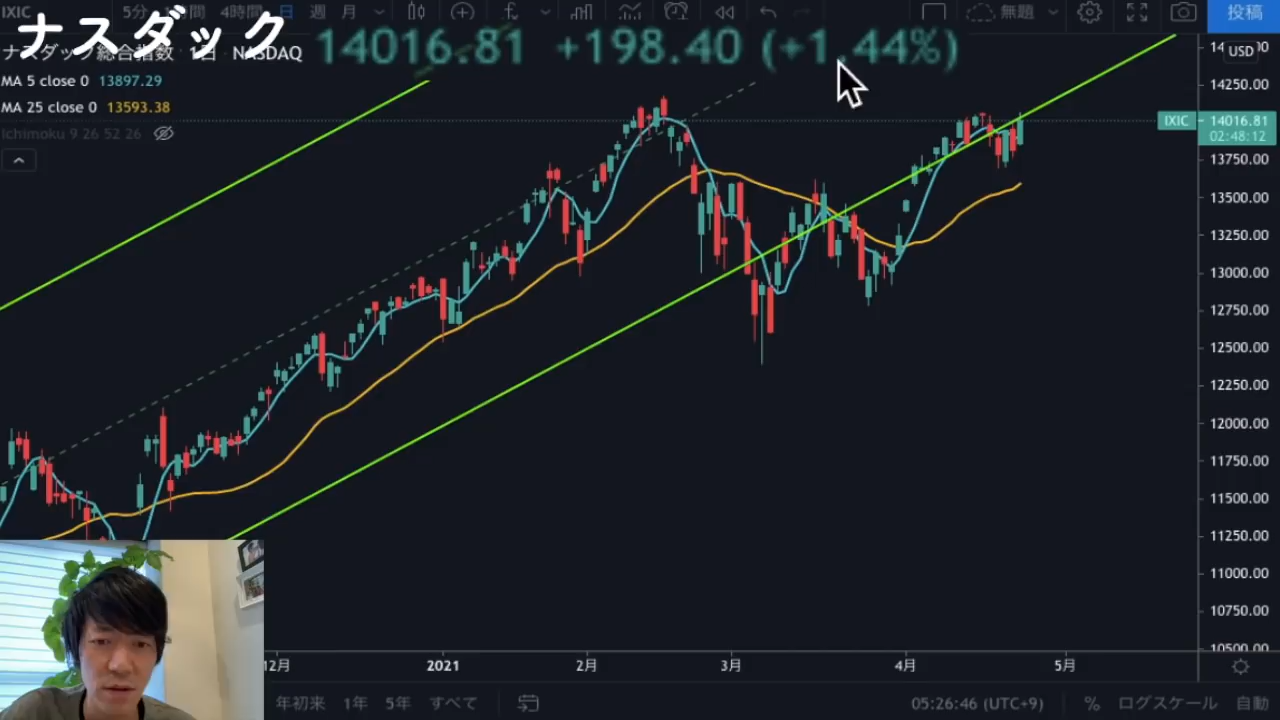 IXIC 5分 時間 4時間 日 週 月 無題 投稿
ナスダック
ナスダック総合指数 1日 NASDAQ
14016.81 +198.40 (+1.44%)
MA 5 close 0 13897.29
MA 25 close 0 13593.38
Ichimoku 9 26 52 26
USD
14250.00
IXIC 14016.81
02:48:12
13750.00
13500.00
13250.00
13000.00
12750.00
12500.00
12250.00
12000.00
11750.00
11500.00
11250.00
11000.00
10750.00
10500.00
12月 2021 2月 3月 4月 5月
年初来 1年 5年 すべて 05:26:46 (UTC+9) % ログスケール 自動